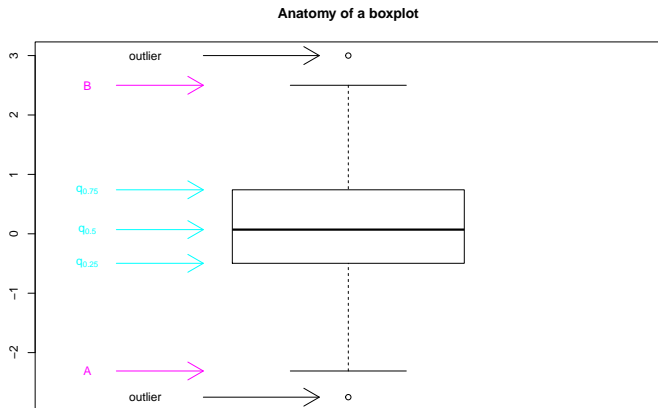 Anatomy of a boxplot
3
outlier
B
2
1
q0.75
0
q0.5
q0.25
−1
−2
A
outlier